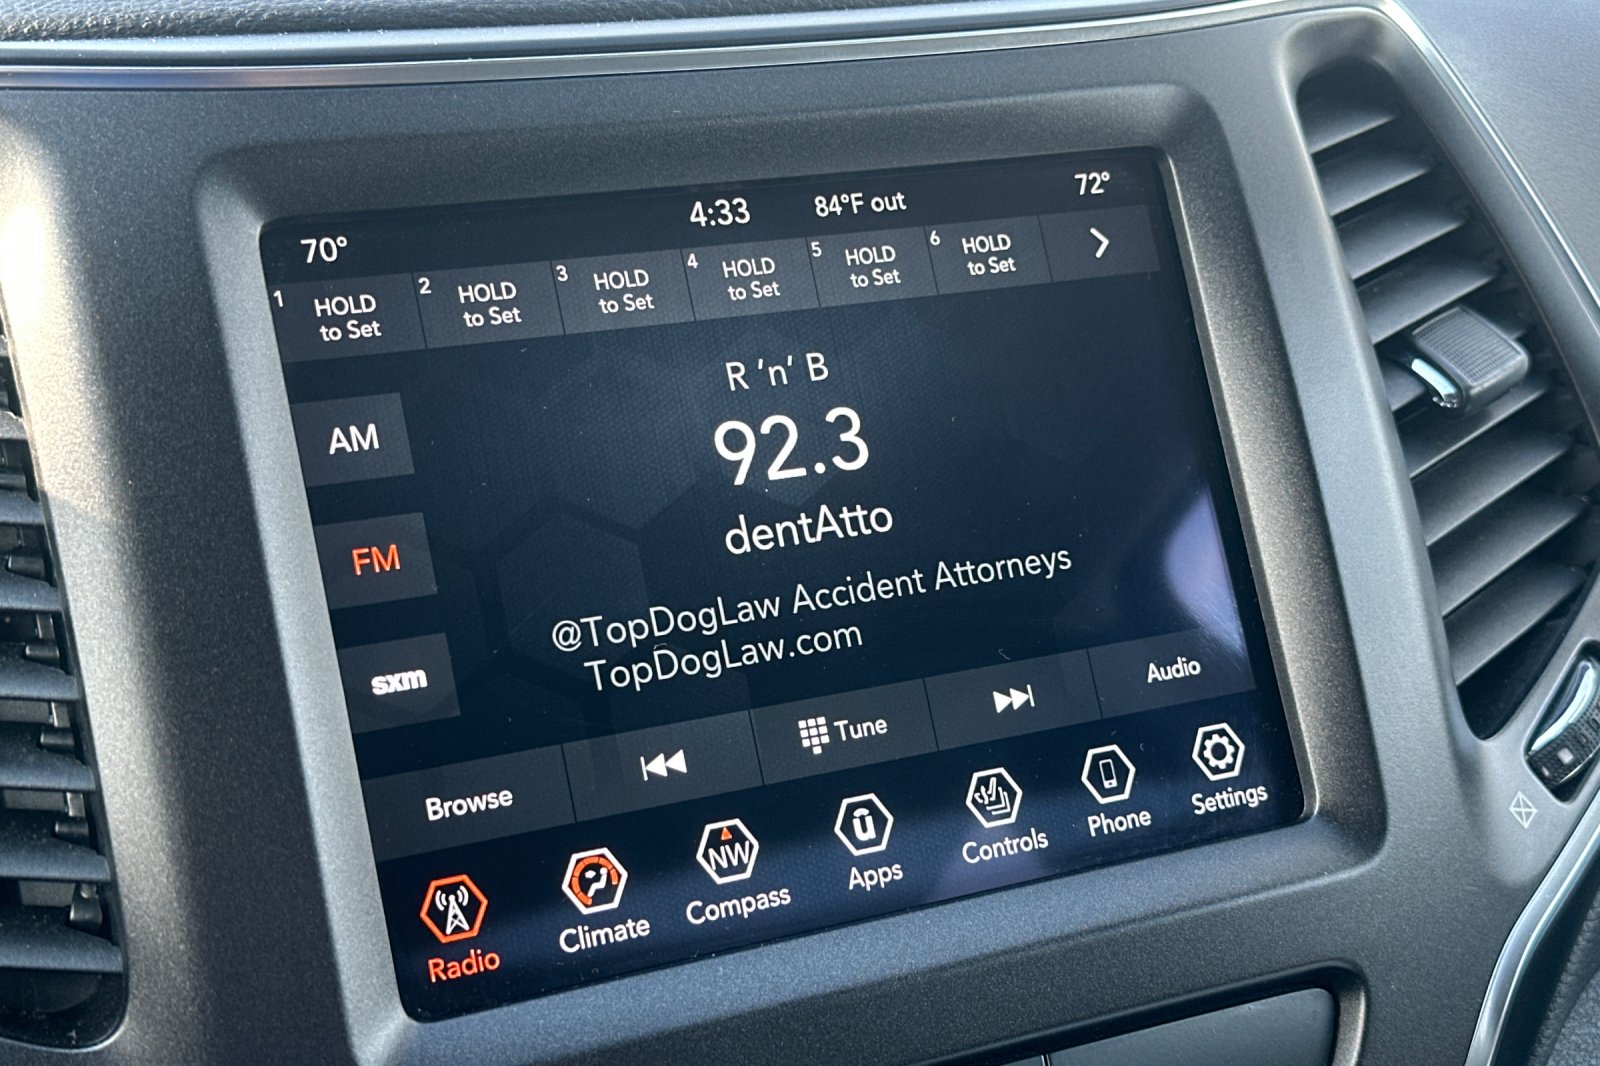 70°
4:33
84°F out
72°
1 HOLD to Set
2 HOLD to Set
3 HOLD to Set
4 HOLD to Set
5 HOLD to Set
6 HOLD to Set
R 'n' B
92.3
dentAtto
@TopDogLaw Accident Attorneys
TopDogLaw.com
AM
FM
sxm
Browse
Tune
Audio
Radio
Climate
NW
Compass
Apps
Controls
Phone
Settings